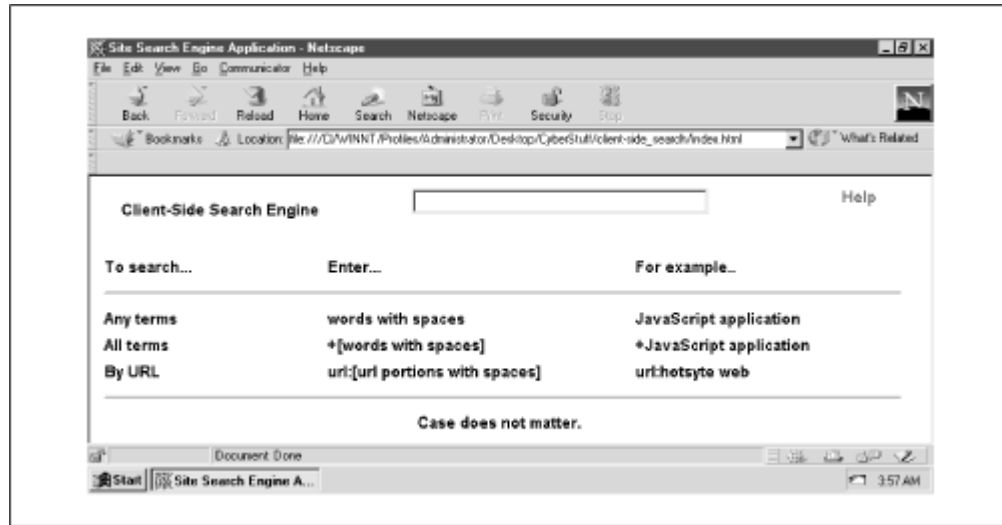 Site Search Engine Application - Netscape
File Edit View Go Communicator Help
Back Forward Reload Home Search Netscape Print Security Stop
N
Bookmarks Location: file:///C|/WINNT/Profiles/Administrator/Desktop/CyberStuff/client-side_search/index.html What's Related
Client-Side Search Engine Help
To search... Enter... For example...
Any terms words with spaces JavaScript application
All terms +[words with spaces] +JavaScript application
By URL url:[url portions with spaces] url:hotsyte web
Case does not matter.
Document Done
Start Site Search Engine A... 3:57 AM